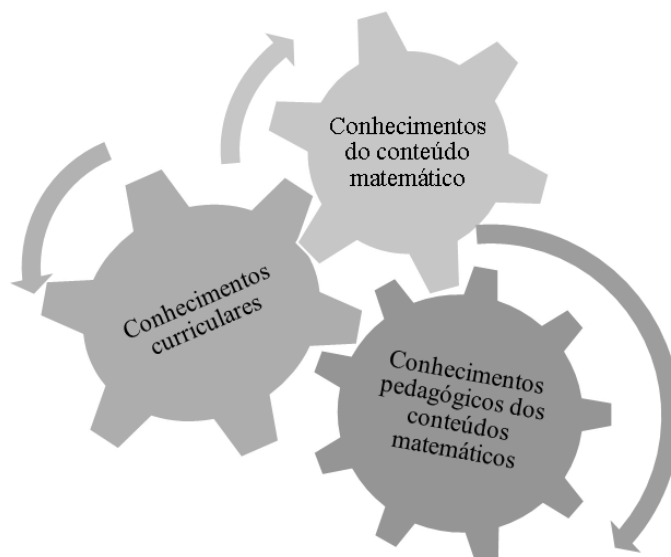 Conhecimentos
do conteúdo
matemático
Conhecimentos
curriculares
Conhecimentos
pedagógicos dos
conteúdos
matemáticos